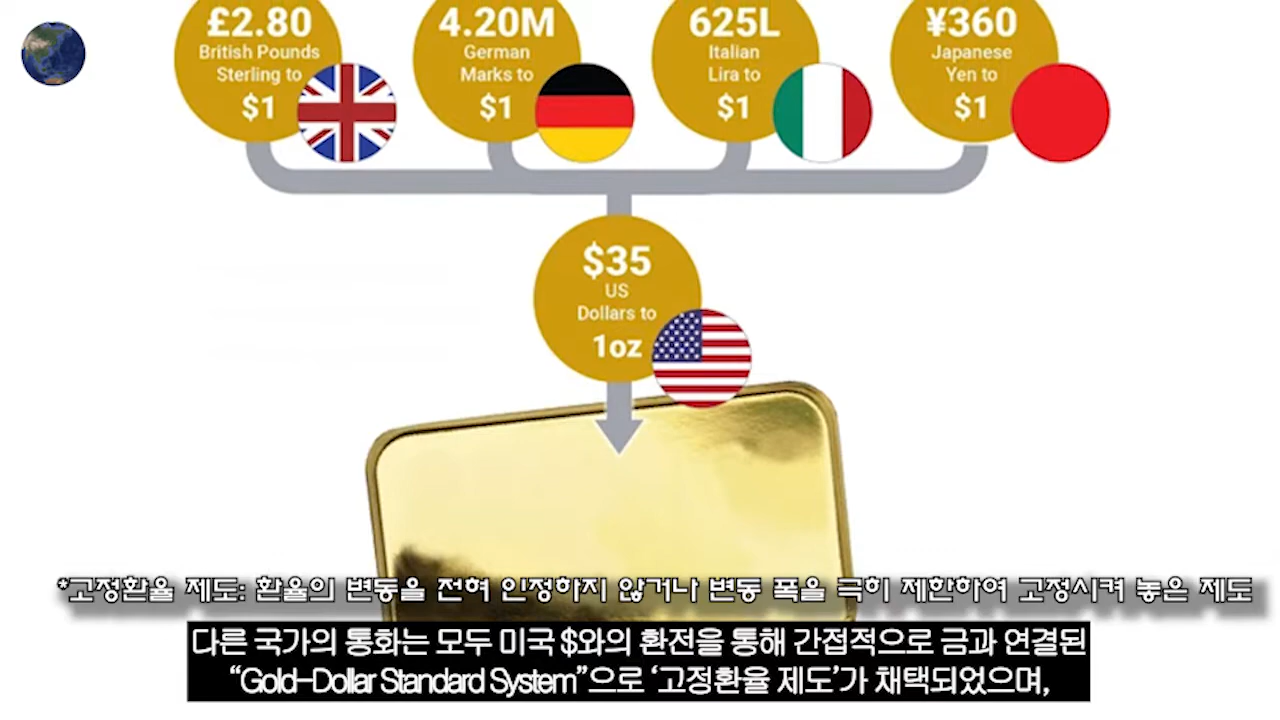 £2.80
British Pounds
Sterling to
$1
4.20M
German
Marks to
$1
625L
Italian
Lira to
$1
¥360
Japanese
Yen to
$1
$35
US
Dollars to
1oz
*고정환율 제도: 환율의 변동을 전혀 인정하지 않거나 변동 폭을 극히 제한하여 고정시켜 놓은 제도
다른 국가의 통화는 모두 미국 $와의 환전을 통해 간접적으로 금과 연결된
“Gold-Dollar Standard System”으로 ‘고정환율 제도’가 채택되었으며,